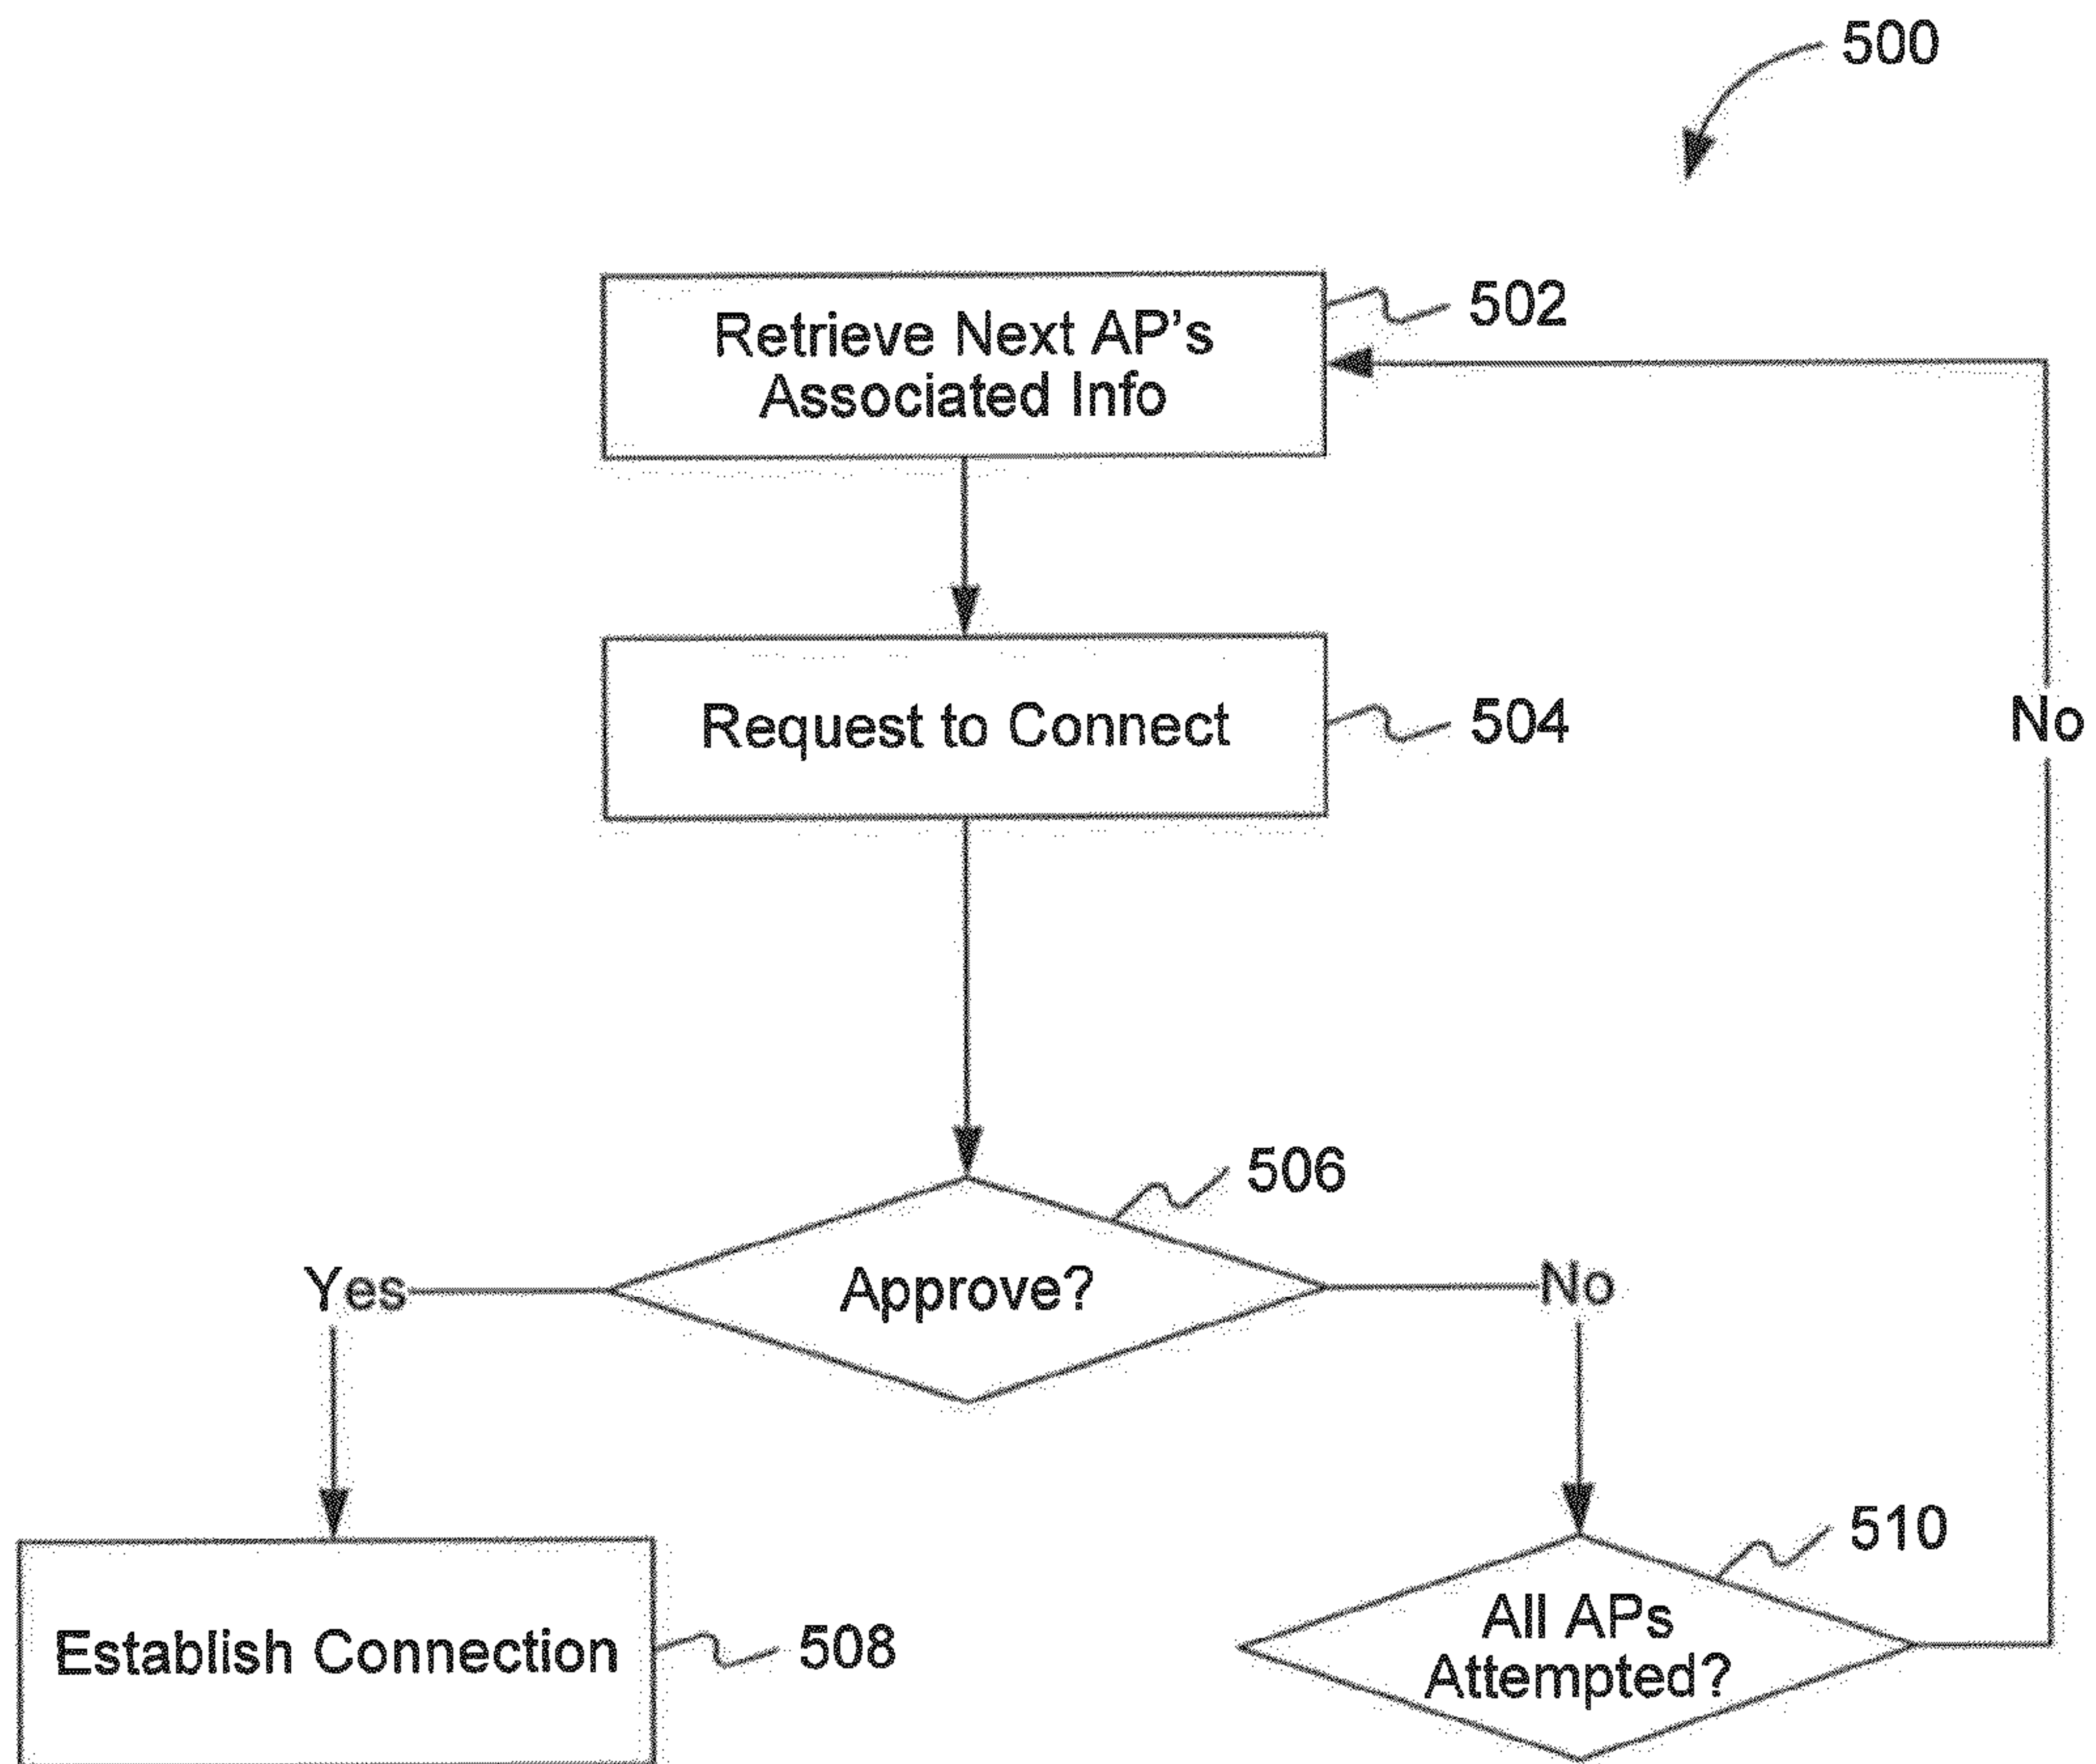 500
Retrieve Next AP's
Associated Info
502
Request to Connect
504
No
506
Approve?
Yes
No
510
All APs
Attempted?
Establish Connection
508